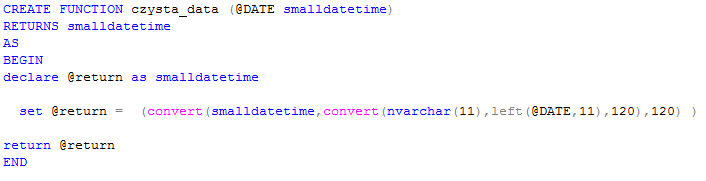 CREATE FUNCTION czysta_data (@DATE smalldatetime)
RETURNS smalldatetime
AS
BEGIN
declare @return as smalldatetime
set @return = (convert(smalldatetime,convert(nvarchar(11),left(@DATE,11),120),120) )
return @return
END